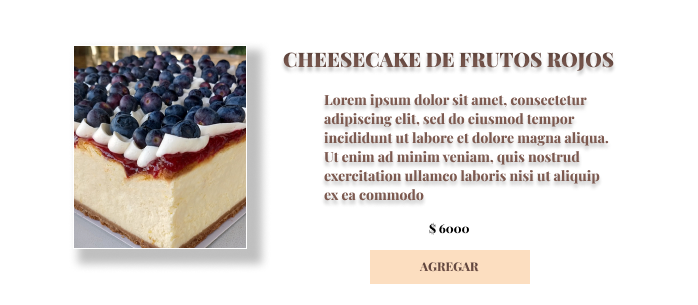 CHEESECAKE DE FRUTOS ROJOS
Lorem ipsum dolor sit amet, consectetur
adipiscing elit, sed do eiusmod tempor
incididunt ut labore et dolore magna aliqua.
Ut enim ad minim veniam, quis nostrud
exercitation ullamco laboris nisi ut aliquip
ex ea commodo
$ 6000
AGREGAR